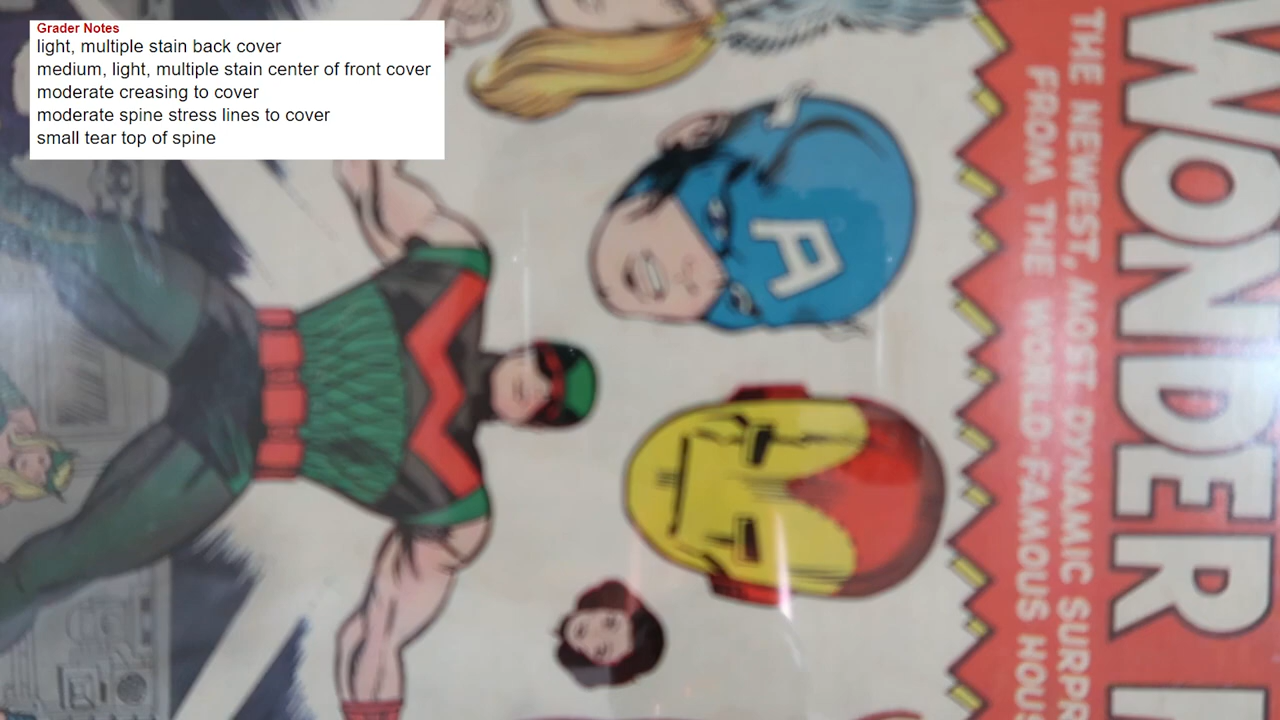 Grader Notes
light, multiple stain back cover
medium, light, multiple stain center of front cover
moderate creasing to cover
moderate spine stress lines to cover
small tear top of spine
WONDER
THE NEWEST, MOST DYNAMIC SURPR
FROM THE WORLD-FAMOUS HOUS
A